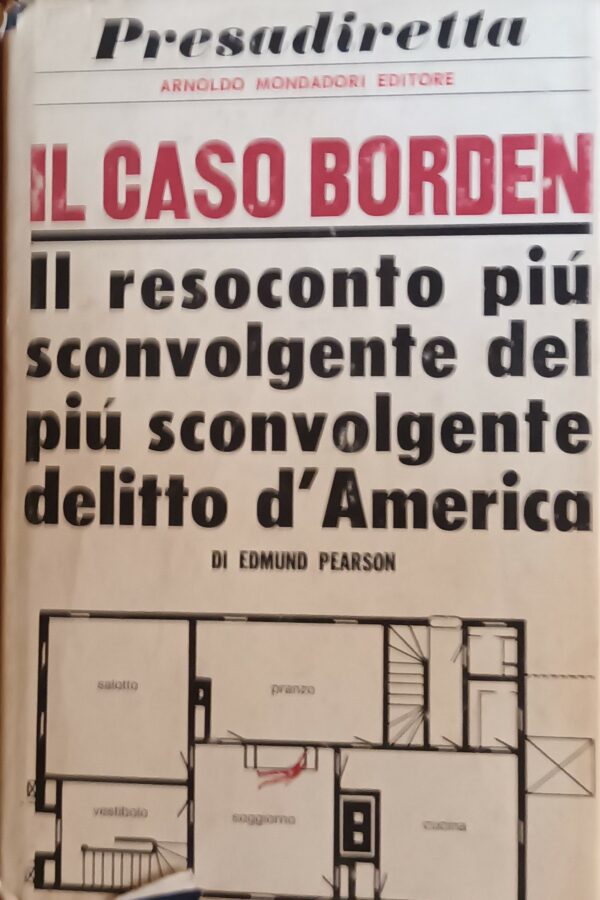 Presadiretta
ARNOLDO MONDADORI EDITORE
IL CASO BORDEN
Il resoconto piú
sconvolgente del
piú sconvolgente
delitto d'America
DI EDMUND PEARSON
salotto
pranzo
vestibolo
soggiorno
cucina